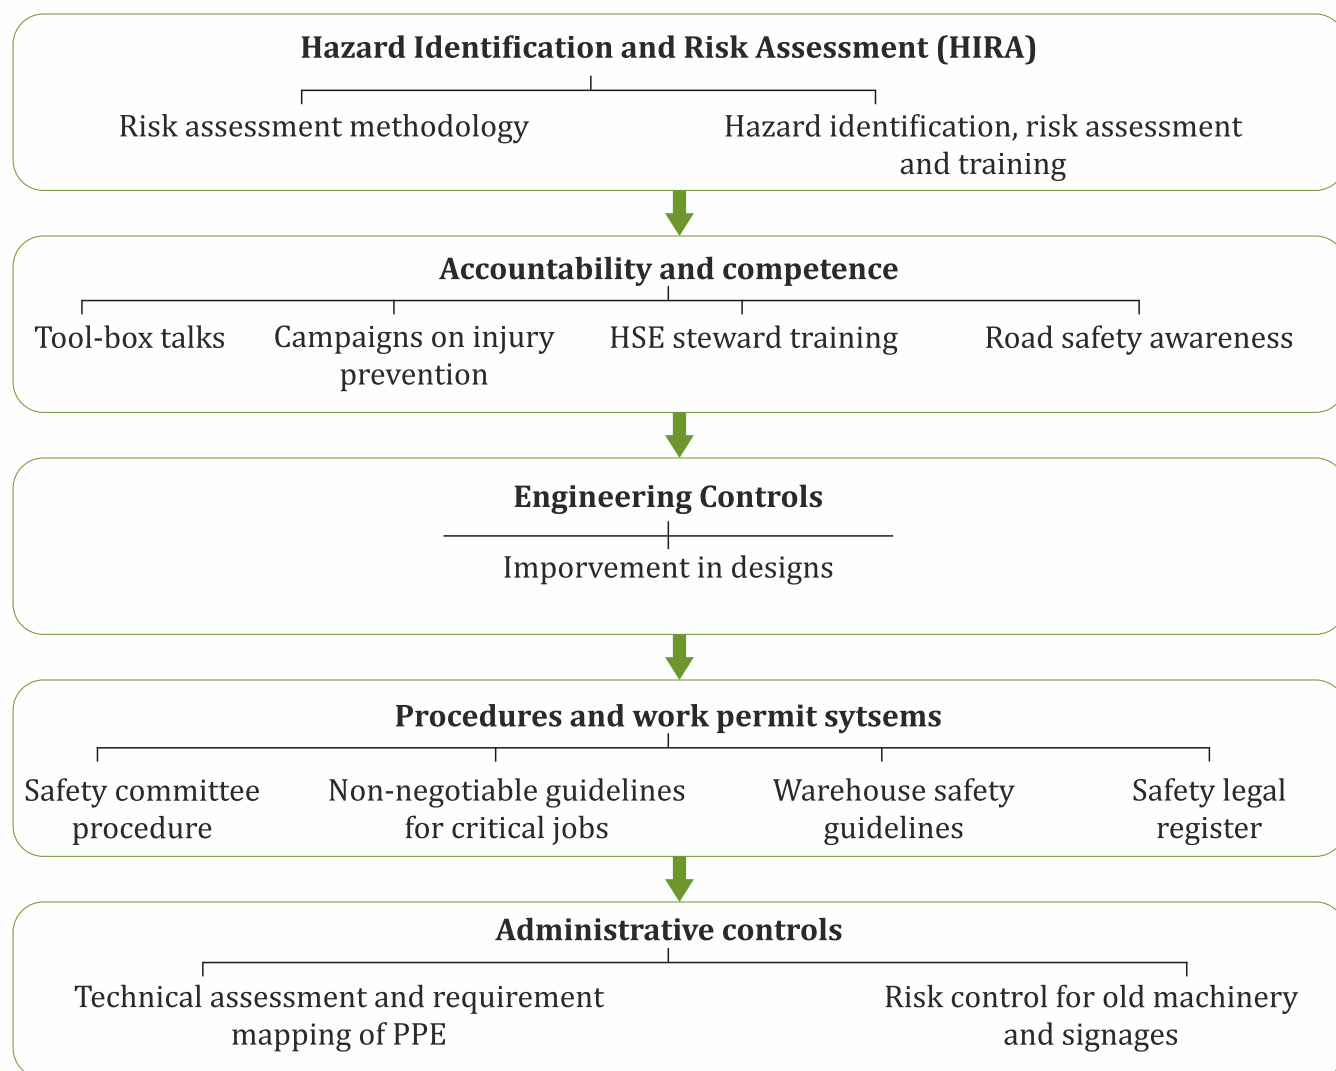 Hazard Identification and Risk Assessment (HIRA)
Risk assessment methodology
Hazard identification, risk assessment
and training
Accountability and competence
Tool-box talks
Campaigns on injury
prevention
HSE steward training
Road safety awareness
Engineering Controls
Imporvement in designs
Procedures and work permit sytsems
Safety committee
procedure
Non-negotiable guidelines
for critical jobs
Warehouse safety
guidelines
Safety legal
register
Administrative controls
Technical assessment and requirement
mapping of PPE
Risk control for old machinery
and signages